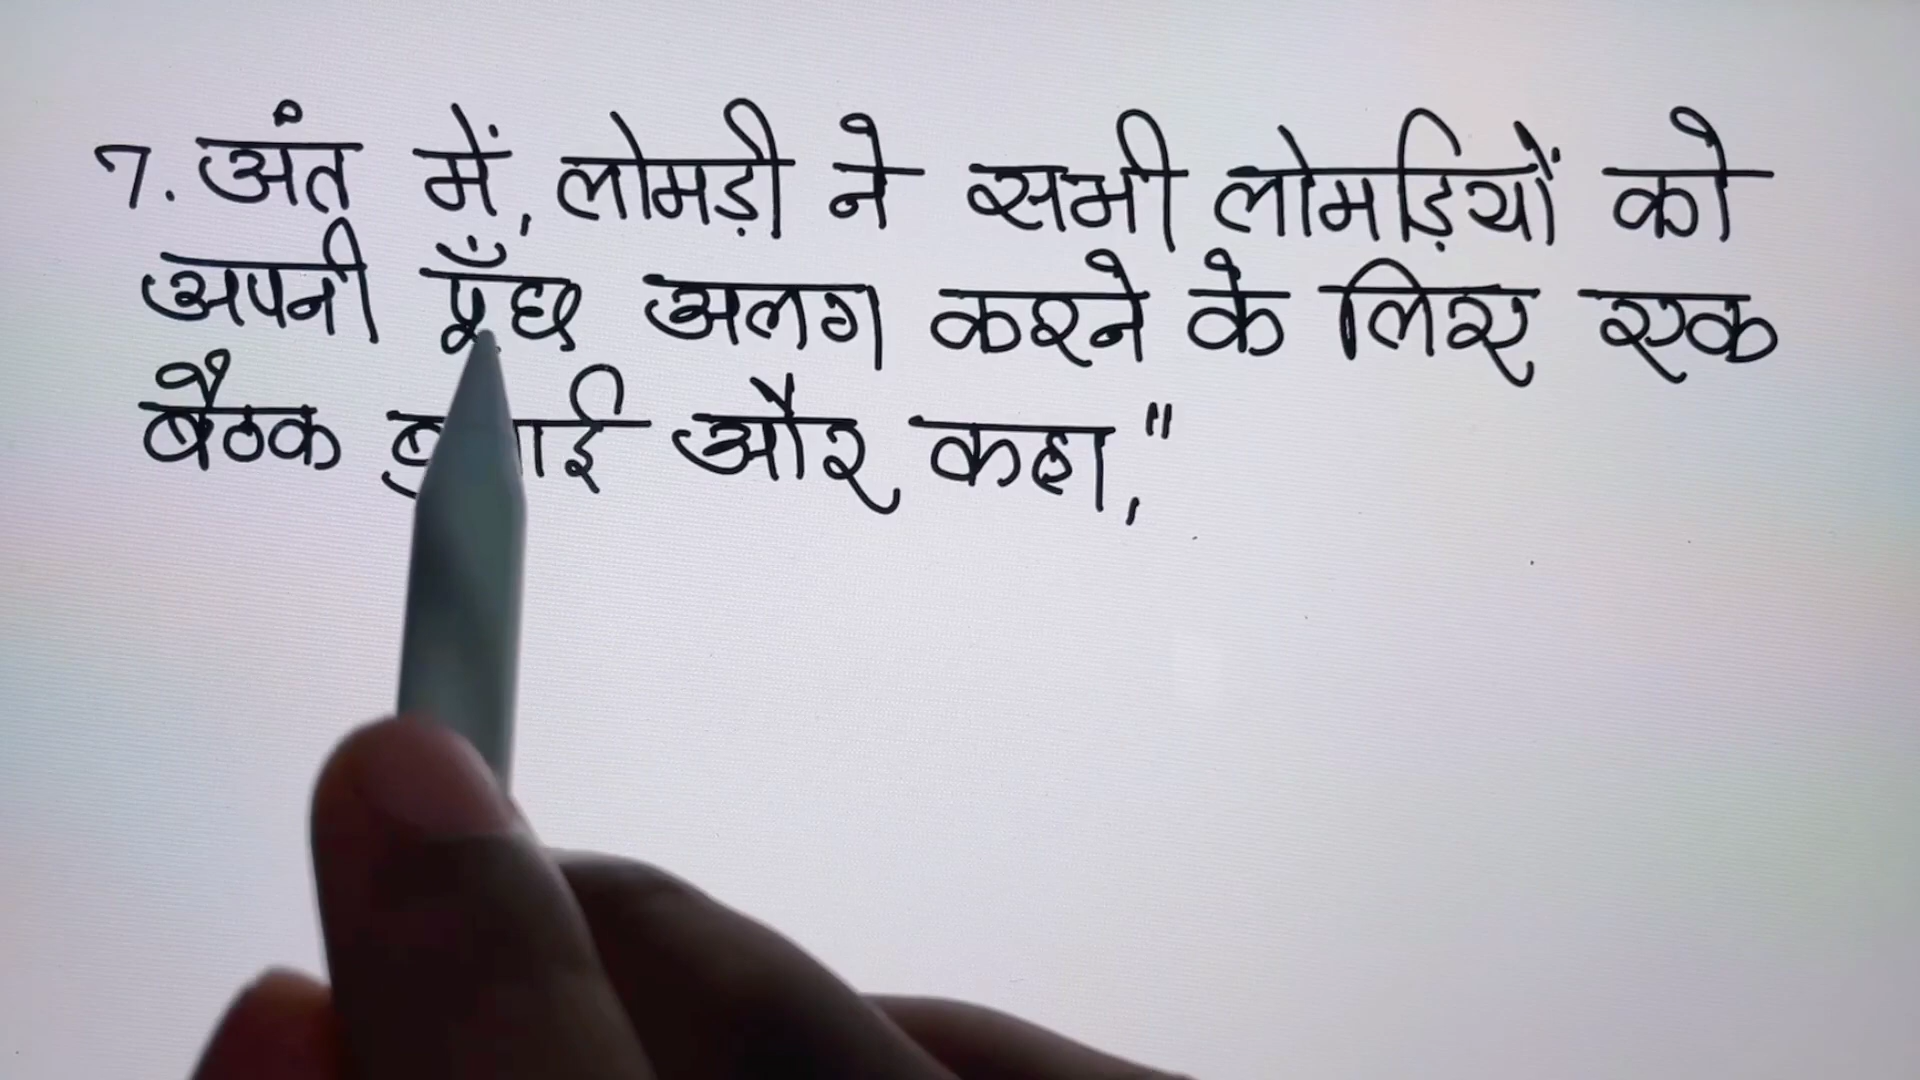 7. अंत में, लोमड़ी ने सभी लोमड़ियों को
अपनी पूँछ अलग करने के लिए एक
बैठक और कहा,"